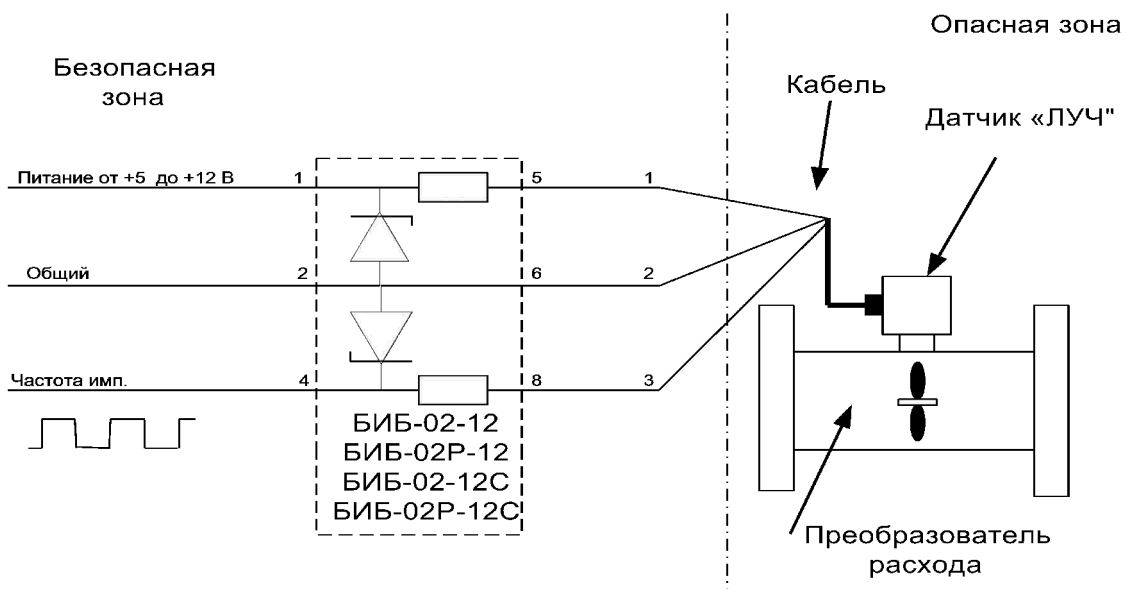 Опасная зона
Безопасная
зона
Кабель
Датчик «ЛУЧ"
Питание от +5 до +12 В 1 5 1
Общий 2 6 2
Частота имп. 4 8 3
БИБ-02-12
БИБ-02Р-12
БИБ-02-12С
БИБ-02Р-12С
Преобразователь
расхода